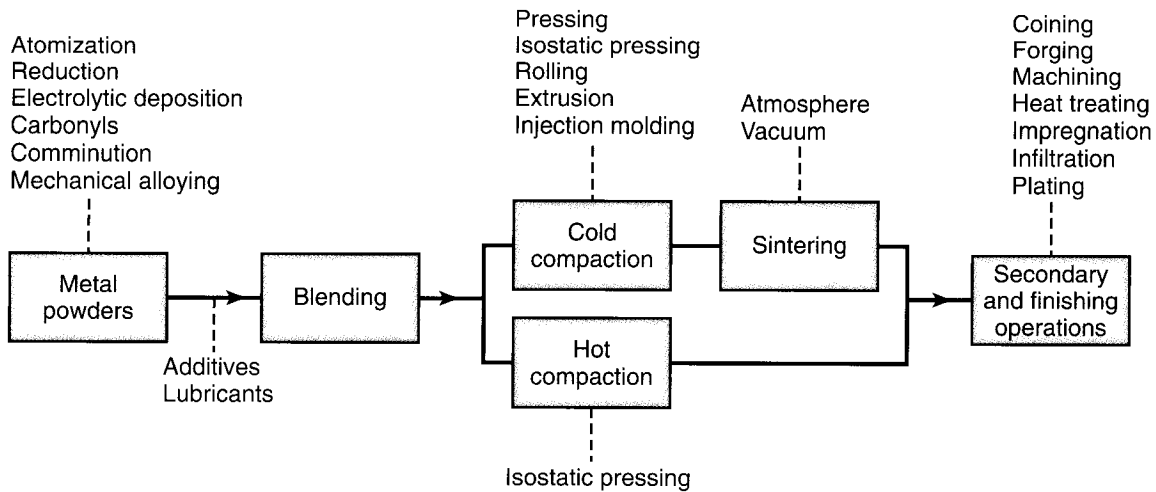 Atomization
Reduction
Electrolytic deposition
Carbonyls
Comminution
Mechanical alloying
Metal
powders
Additives
Lubricants
Blending
Pressing
Isostatic pressing
Rolling
Extrusion
Injection molding
Cold
compaction
Hot
compaction
Isostatic pressing
Atmosphere
Vacuum
Sintering
Coining
Forging
Machining
Heat treating
Impregnation
Infiltration
Plating
Secondary
and finishing
operations